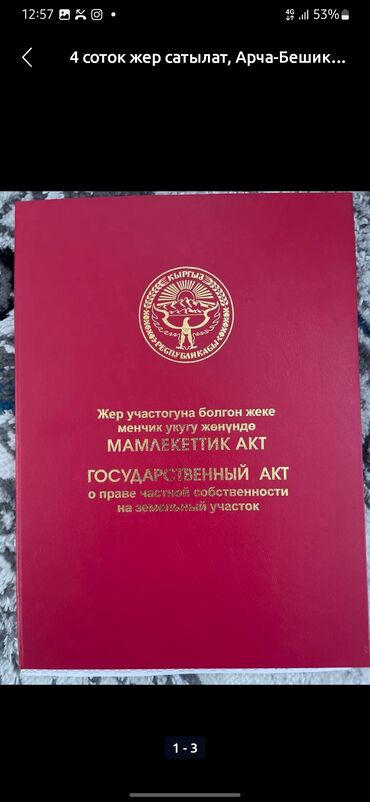 12:57
4G 53%
4 соток жер сатылат, Арча-Бешик...
КЫРГЫЗ
РЕСПУБЛИКАСЫ
Жер участогуна болгон жеке
менчик укугу жөнүндө
МАМЛЕКЕТТИК АКТ
ГОСУДАРСТВЕННЫЙ АКТ
о праве частной собственности
на земельный участок
1 - 3